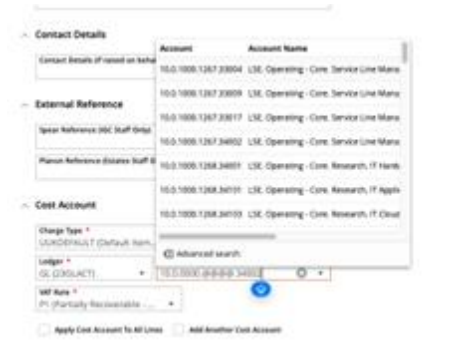 Contact Details
Contact Details (if raised on behal
External Reference
Spear Reference (IGC Staff Only)
Planon Reference (Estates Staff O
Cost Account
Charge Type *
UUKDEFAULT (Default Item,
Ledger *
VAT Rate *
P1 (Partially Recoverable - ...
Account Account Name
10.0.1000.1267.33004 LSE, Operating - Core, Service Line Mana
10.0.1000.1267.33009 LSE, Operating - Core, Service Line Mana
10.0.1000.1267.33017 LSE, Operating - Core, Service Line Mana
10.0.1000.1267.34002 LSE, Operating - Core, Service Line Mana
10.0.1000.1268.34001 LSE, Operating - Core, Research, IT Hardw
10.0.1000.1268.34101 LSE, Operating - Core, Research, IT Applic
10.0.1000.1268.34103 LSE, Operating - Core, Research, IT Cloud
Advanced search
Apply Cost Account To All Lines
Add Another Cost Account